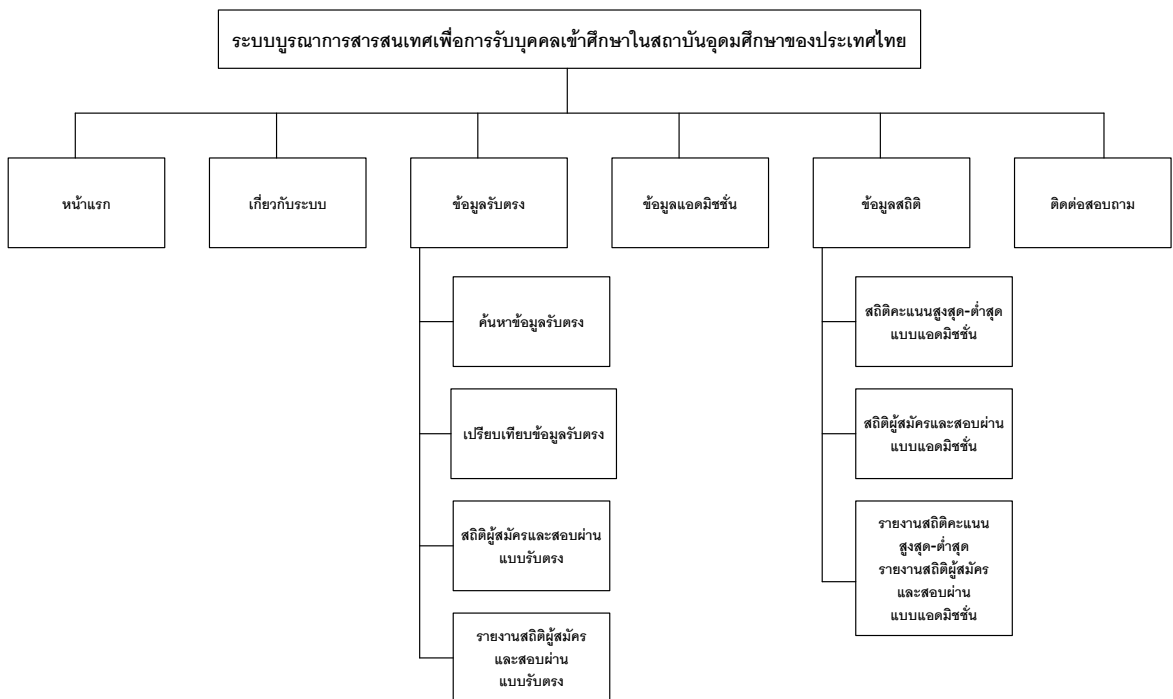 ระบบบูรณาการสารสนเทศเพื่อการรับบุคคลเข้าศึกษาในสถาบันอุดมศึกษาของประเทศไทย
หน้าแรก
เกี่ยวกับระบบ
ข้อมูลรับตรง
ข้อมูลแอดมิชชั่น
ข้อมูลสถิติ
ติดต่อสอบถาม
ค้นหาข้อมูลรับตรง
เปรียบเทียบข้อมูลรับตรง
สถิติผู้สมัครและสอบผ่าน
แบบรับตรง
รายงานสถิติผู้สมัคร
และสอบผ่าน
แบบรับตรง
สถิติคะแนนสูงสุด-ต่ำสุด
แบบแอดมิชชั่น
สถิติผู้สมัครและสอบผ่าน
แบบแอดมิชชั่น
รายงานสถิติคะแนน
สูงสุด-ต่ำสุด
รายงานสถิติผู้สมัคร
และสอบผ่าน
แบบแอดมิชชั่น